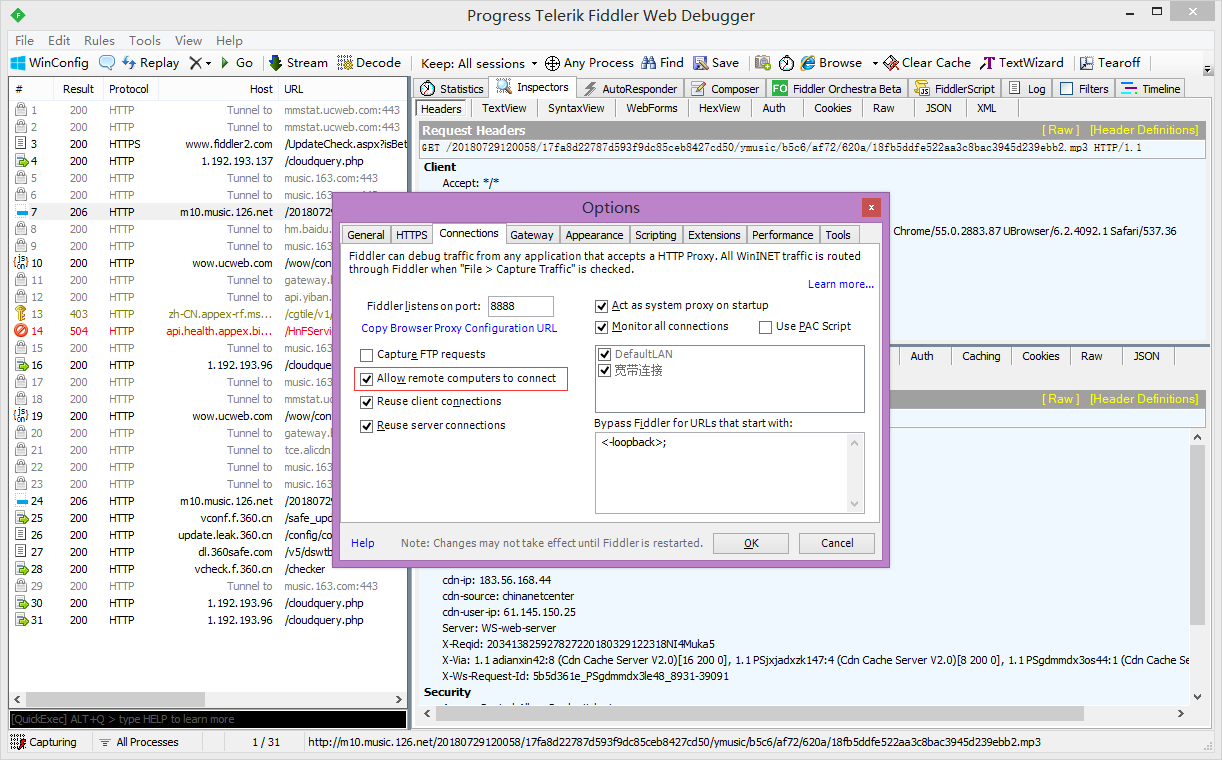 Progress Telerik Fiddler Web Debugger
File Edit Rules Tools View Help
WinConfig Replay Go Stream Decode Keep: All sessions Any Process Find Save Browse Clear Cache TextWizard Tearoff
# Result Protocol Host URL
1 200 HTTP Tunnel to mmstat.ucweb.com:443
2 200 HTTP Tunnel to mmstat.ucweb.com:443
3 200 HTTPS www.fiddler2.com /UpdateCheck.aspx?isBet
4 200 HTTP 1.192.193.137 /cloudquery.php
5 200 HTTP Tunnel to music.163.com:443
6 200 HTTP Tunnel to music.163.com:443
7 206 HTTP m10.music.126.net /2018072
8 200 HTTP Tunnel to hm.baidu.
9 200 HTTP Tunnel to music.163.
10 200 HTTP wow.ucweb.com /wow/con
11 200 HTTP Tunnel to gateway.
12 200 HTTP Tunnel to api.yiban.
13 403 HTTP zh-CN.appex-rf.ms... /cgtile/v1/
14 504 HTTP api.health.appex.bi... /HnFServi
15 200 HTTP Tunnel to music.163.
16 200 HTTP 1.192.193.96 /cloudque
17 200 HTTP Tunnel to music.163.
18 200 HTTP Tunnel to mmstat.uc
19 200 HTTP wow.ucweb.com /wow/con
20 200 HTTP Tunnel to gateway.
21 200 HTTP Tunnel to tce.alicdn.
22 200 HTTP Tunnel to music.163.
23 200 HTTP Tunnel to music.163.
24 206 HTTP m10.music.126.net /2018072
25 200 HTTP vconf.f.360.cn /safe_upd
26 200 HTTP update.leak.360.cn /config/co
27 200 HTTP dl.360safe.com /v5/dswtb
28 200 HTTP vcheck.f.360.cn /checker
29 200 HTTP Tunnel to music.163.com:443
30 200 HTTP 1.192.193.96 /cloudquery.php
31 200 HTTP 1.192.193.96 /cloudquery.php
[QuickExec] ALT+Q > type HELP to learn more
Statistics Inspectors AutoResponder Composer FO Fiddler Orchestra Beta FiddlerScript Log Filters Timeline
Headers TextView SyntaxView WebForms HexView Auth Cookies Raw JSON XML
Request Headers [ Raw ] [Header Definitions]
GET /20180729120058/17fa8d22787d593f9dc85ceb8427cd50/ymusic/b5c6/af72/620a/18fb5ddfe522aa3c8bac3945d239ebb2.mp3 HTTP/1.1
Client
Accept: */*
Chrome/55.0.2883.87 UBrowser/6.2.4092.1 Safari/537.36
Auth Caching Cookies Raw JSON
[ Raw ] [Header Definitions]
Options
General HTTPS Connections Gateway Appearance Scripting Extensions Performance Tools
Fiddler can debug traffic from any application that accepts a HTTP Proxy. All WinINET traffic is routed
through Fiddler when "File > Capture Traffic" is checked.
Learn more...
Fiddler listens on port: 8888
Copy Browser Proxy Configuration URL
Capture FTP requests
Allow remote computers to connect
Reuse client connections
Reuse server connections
Act as system proxy on startup
Monitor all connections Use PAC Script
DefaultLAN
宽带连接
Bypass Fiddler for URLs that start with:
<-loopback>;
Help Note: Changes may not take effect until Fiddler is restarted. OK Cancel
cdn-ip: 183.56.168.44
cdn-source: chinanetcenter
cdn-user-ip: 61.145.150.25
Server: WS-web-server
X-Reqid: 20341382592782722018032912​2318NI4Muka5
X-Via: 1.1 adianxin42:8 (Cdn Cache Server V2.0)[16 200 0], 1.1 PSjxjadxzk147:4 (Cdn Cache Server V2.0)[8 200 0], 1.1 PSgdmmdx3os44:1 (Cdn Cache Se
X-Ws-Request-Id: 5b5d361e_PSgdmmdx3le48_8931-39091
Security
Capturing All Processes 1 / 31 http://m10.music.126.net/20180729120058/17fa8d22787d593f9dc85ceb8427cd50/ymusic/b5c6/af72/620a/18fb5ddfe522aa3c8bac3945d239ebb2.mp3